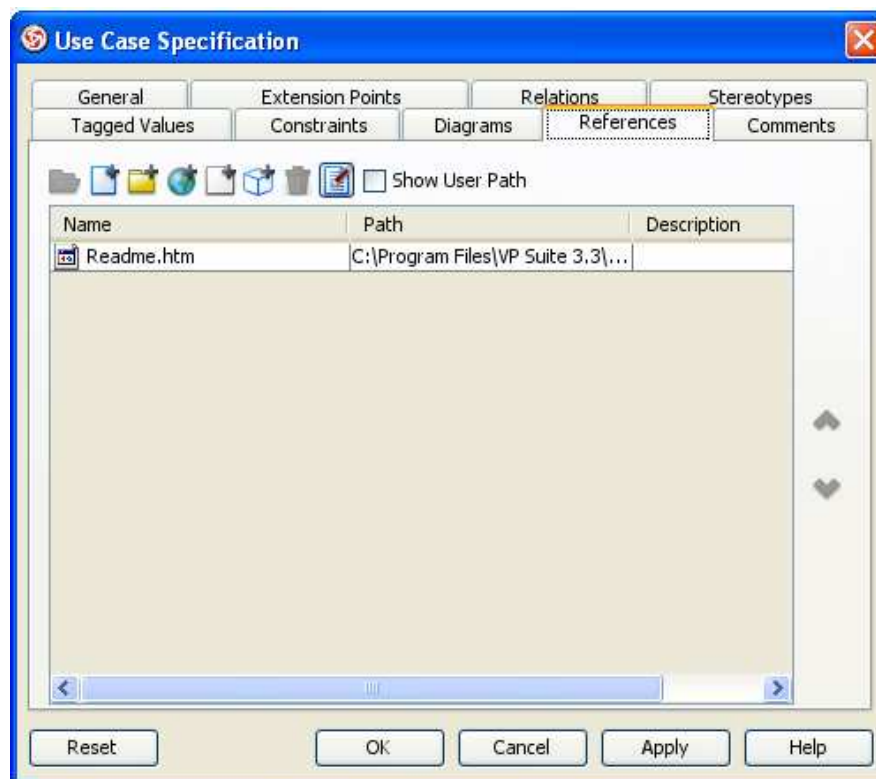 Use Case Specification
General Extension Points Relations Stereotypes
Tagged Values Constraints Diagrams References Comments
Show User Path
Name Path Description
Readme.htm C:\Program Files\VP Suite 3.3\...
Reset OK Cancel Apply Help